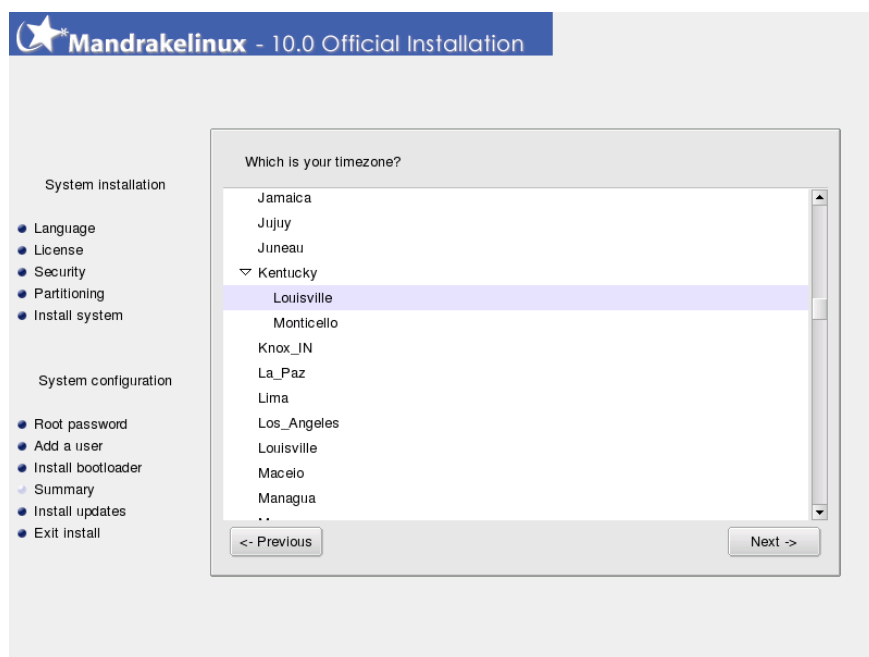 Mandrakelinux - 10.0 Official Installation
System installation
Language
License
Security
Partitioning
Install system
System configuration
Root password
Add a user
Install bootloader
Summary
Install updates
Exit install
Which is your timezone?
Jamaica
Jujuy
Juneau
Kentucky
Louisville
Monticello
Knox_IN
La_Paz
Lima
Los_Angeles
Louisville
Maceio
Managua
<- Previous
Next ->